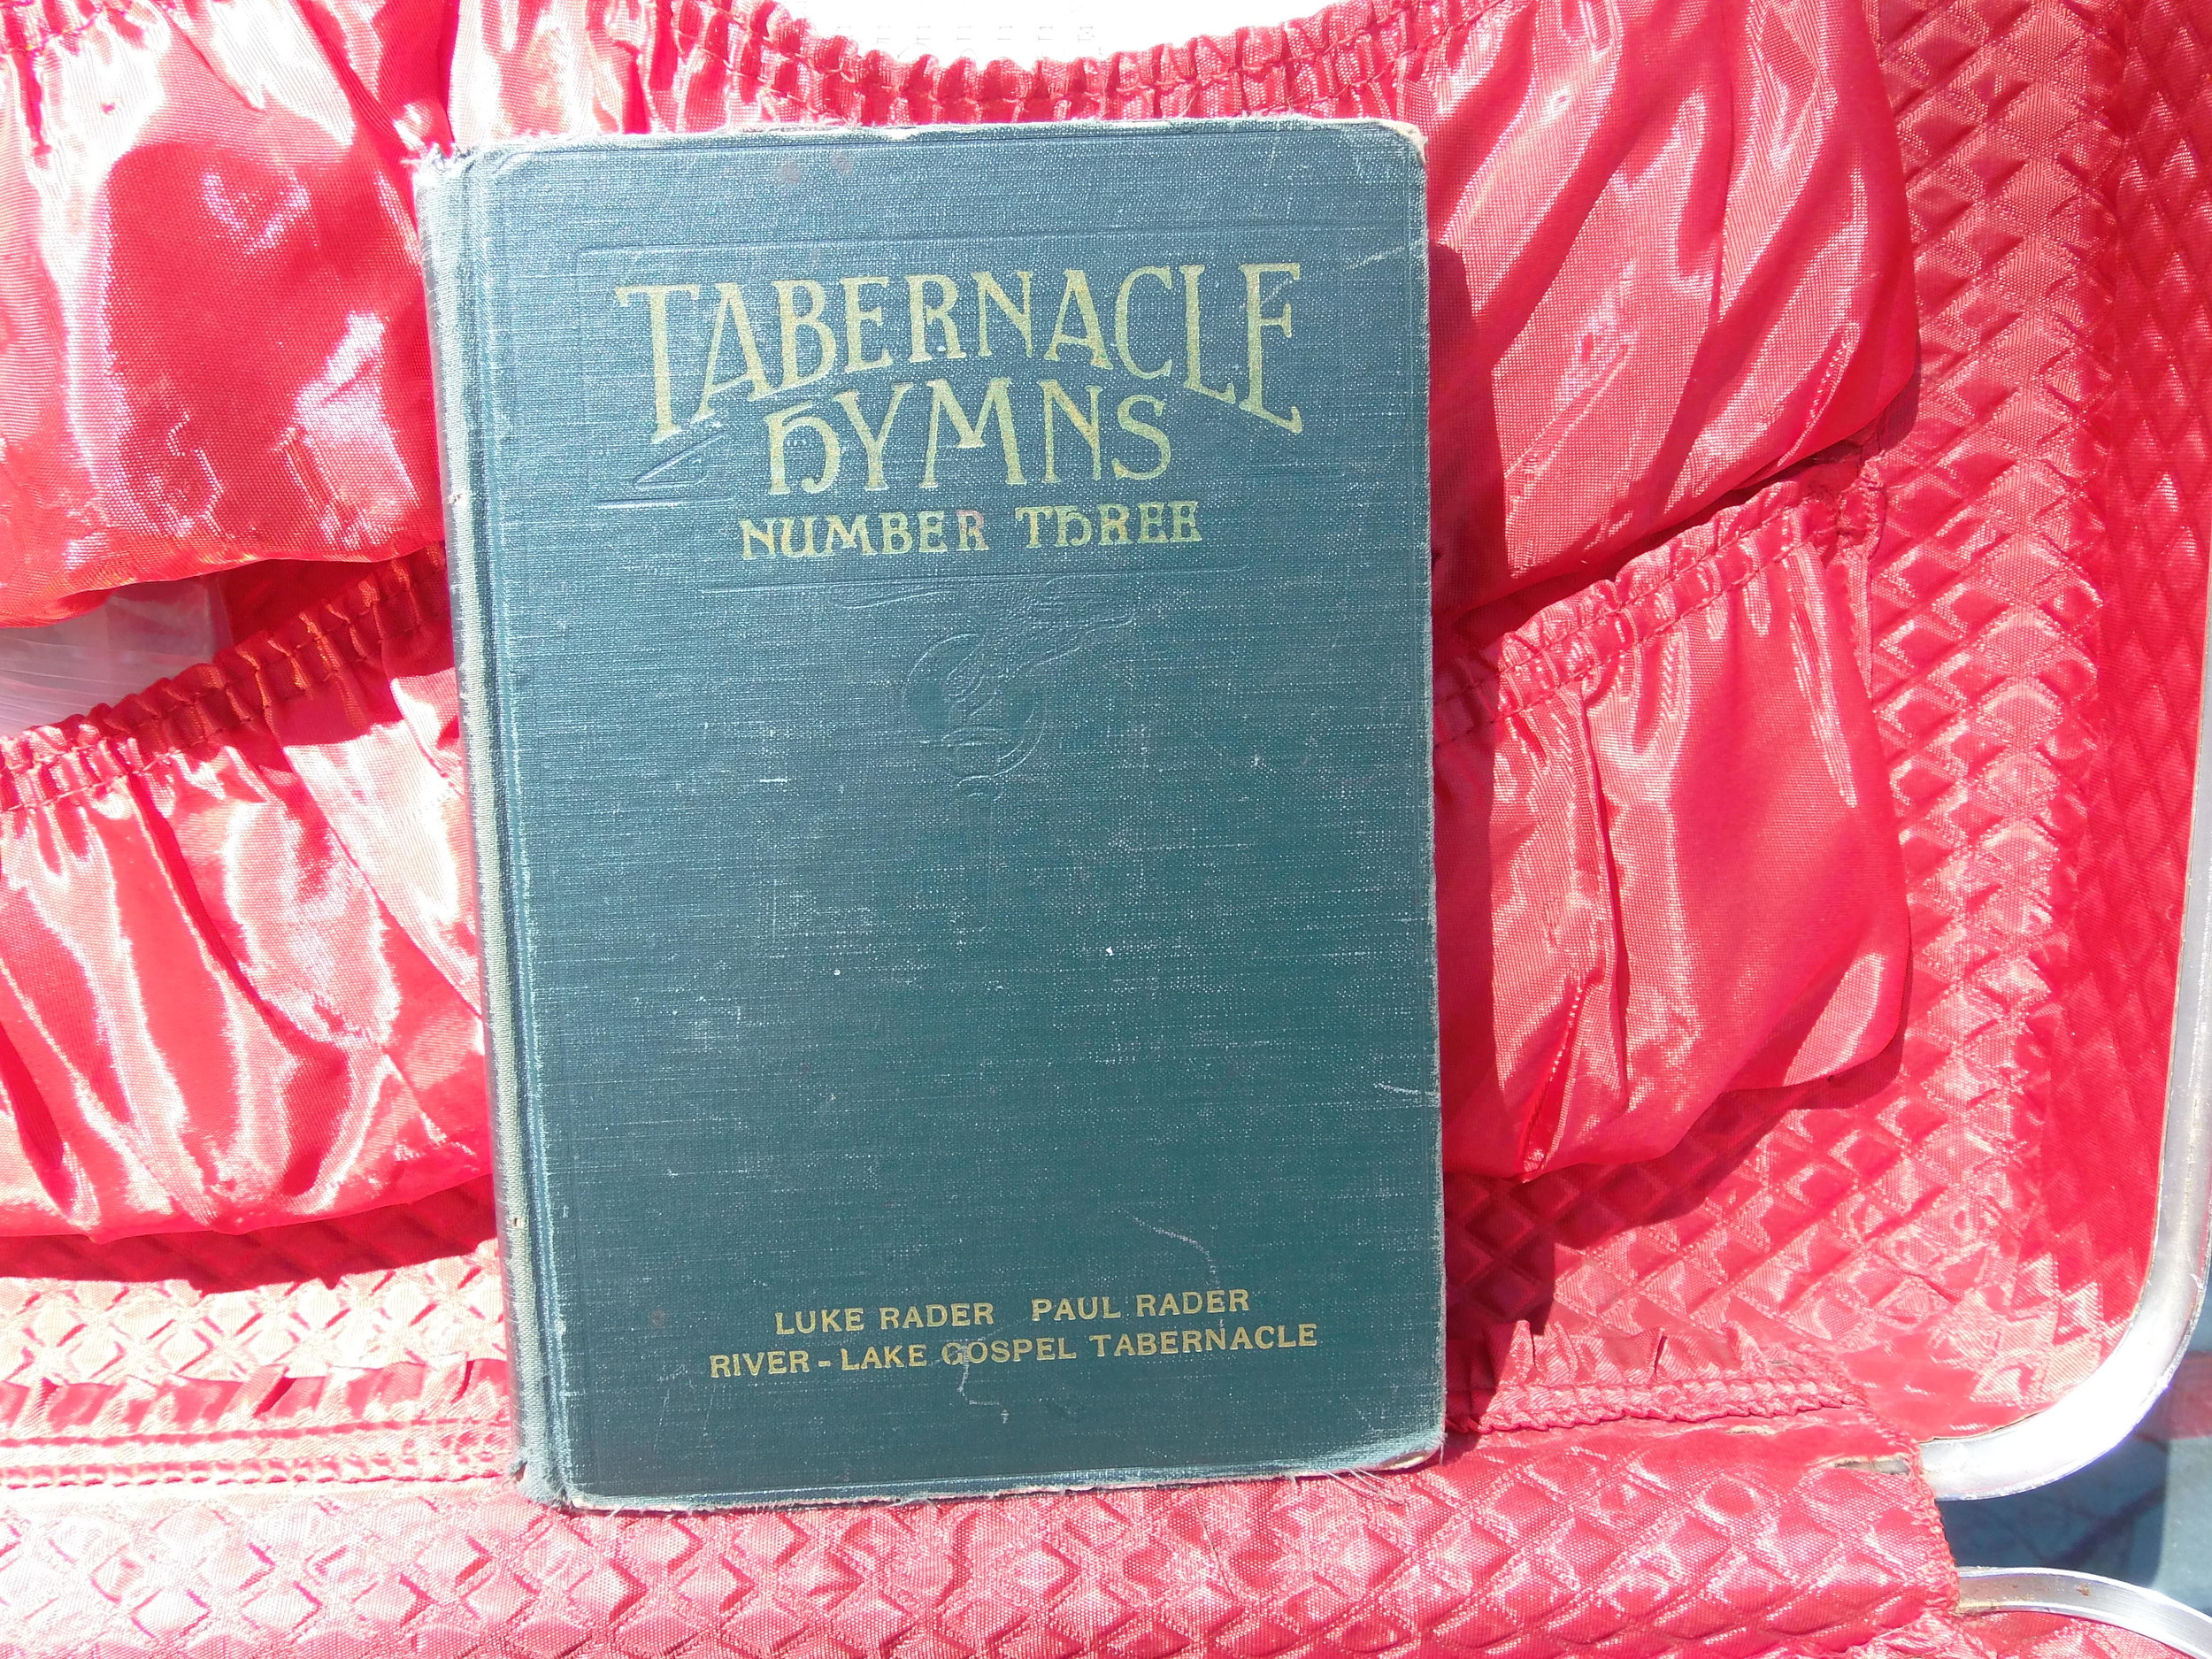 TABERNACLE
HYMNS
NUMBER THREE
LUKE RADER PAUL RADER
RIVER-LAKE GOSPEL TABERNACLE